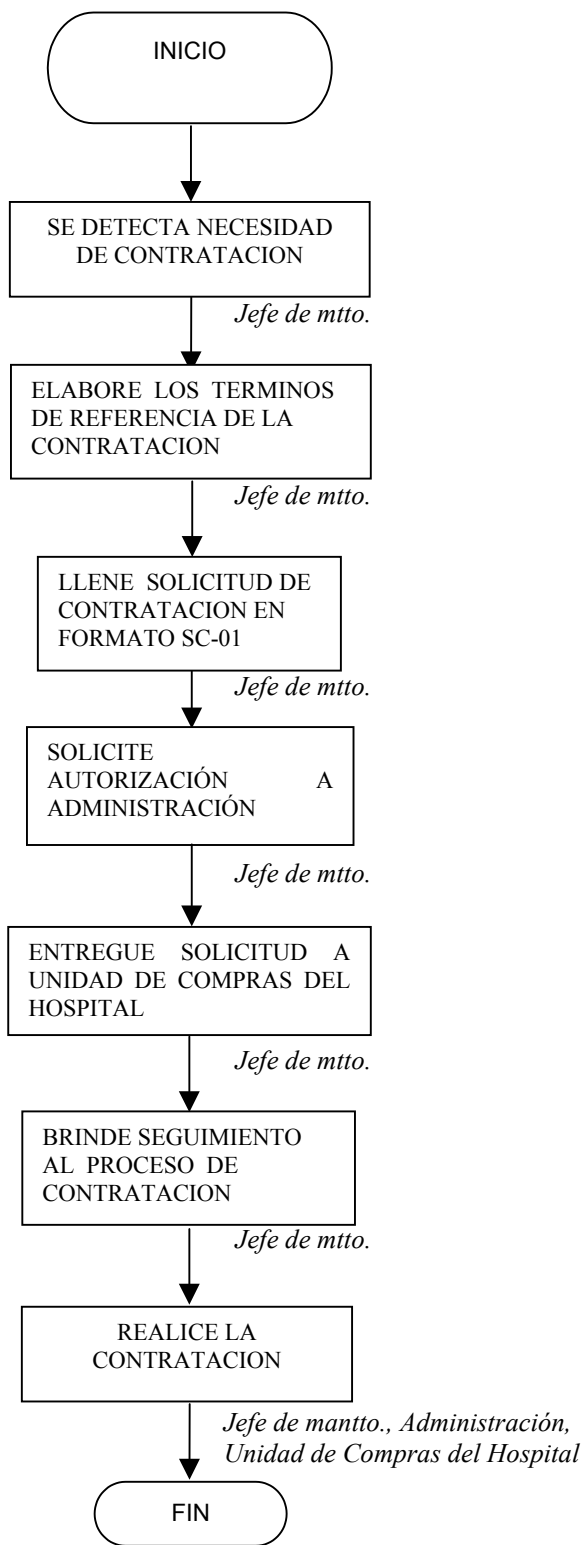 INICIO
SE DETECTA NECESIDAD
DE CONTRATACION
Jefe de mtto.
ELABORE LOS TERMINOS
DE REFERENCIA DE LA
CONTRATACION
Jefe de mtto.
LLENE SOLICITUD DE
CONTRATACION EN
FORMATO SC-01
Jefe de mtto.
SOLICITE
AUTORIZACIÓN A
ADMINISTRACIÓN
Jefe de mtto.
ENTREGUE SOLICITUD A
UNIDAD DE COMPRAS DEL
HOSPITAL
Jefe de mtto.
BRINDE SEGUIMIENTO
AL PROCESO DE
CONTRATACION
Jefe de mtto.
REALICE LA
CONTRATACION
Jefe de mantto., Administración,
Unidad de Compras del Hospital
FIN